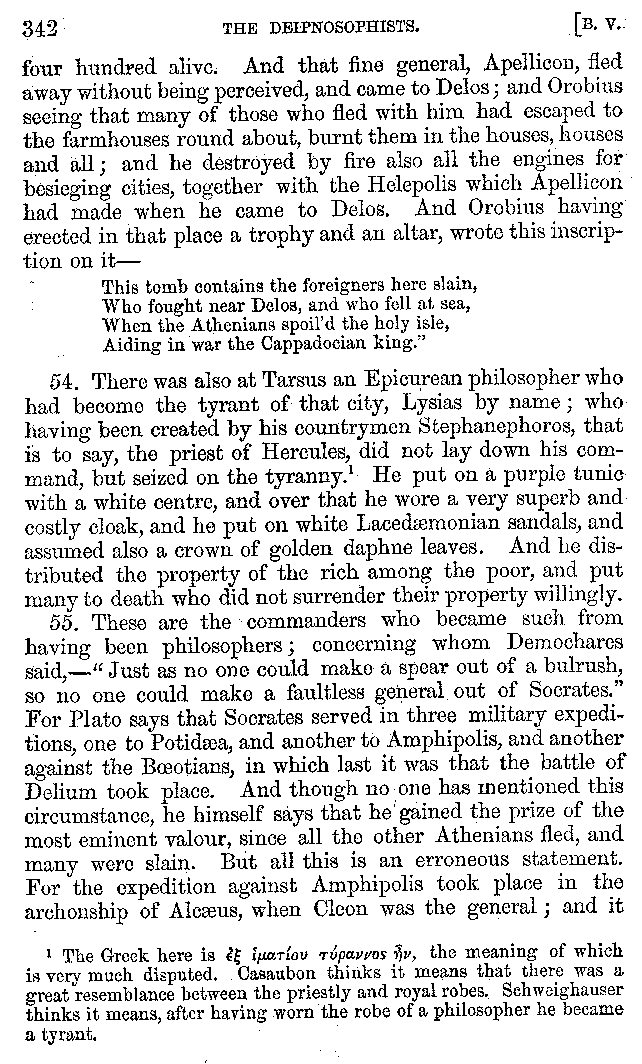 342 THE DEIPNOSOPHISTS. [B. V.
four hundred alive. And that fine general, Apellicon, fled
away without being perceived, and came to Delos; and Orobius
seeing that many of those who fled with him had escaped to
the farmhouses round about, burnt them in the houses, houses
and all; and he destroyed by fire also all the engines for
besieging cities, together with the Helepolis which Apellicon
had made when he came to Delos. And Orobius having
erected in that place a trophy and an altar, wrote this inscrip-
tion on it—
This tomb contains the foreigners here slain,
Who fought near Delos, and who fell at sea,
When the Athenians spoil'd the holy isle,
Aiding in war the Cappadocian king."
54. There was also at Tarsus an Epicurean philosopher who
had become the tyrant of that city, Lysias by name; who
having been created by his countrymen Stephanephoros, that
is to say, the priest of Hercules, did not lay down his com-
mand, but seized on the tyranny.¹ He put on a purple tunic
with a white centre, and over that he wore a very superb and
costly cloak, and he put on white Lacedæmonian sandals, and
assumed also a crown of golden daphne leaves. And he dis-
tributed the property of the rich among the poor, and put
many to death who did not surrender their property willingly.
55. These are the commanders who became such from
having been philosophers; concerning whom Demochares
said,—"Just as no one could make a spear out of a bulrush,
so no one could make a faultless general out of Socrates."
For Plato says that Socrates served in three military expedi-
tions, one to Potidæa, and another to Amphipolis, and another
against the Bœotians, in which last it was that the battle of
Delium took place. And though no one has mentioned this
circumstance, he himself says that he gained the prize of the
most eminent valour, since all the other Athenians fled, and
many were slain. But all this is an erroneous statement.
For the expedition against Amphipolis took place in the
archonship of Alcæus, when Cleon was the general; and it
¹ The Greek here is ἐξ ἱματίου τύραννος ἦν, the meaning of which
is very much disputed. Casaubon thinks it means that there was a
great resemblance between the priestly and royal robes. Schweighauser
thinks it means, after having worn the robe of a philosopher he became
a tyrant.